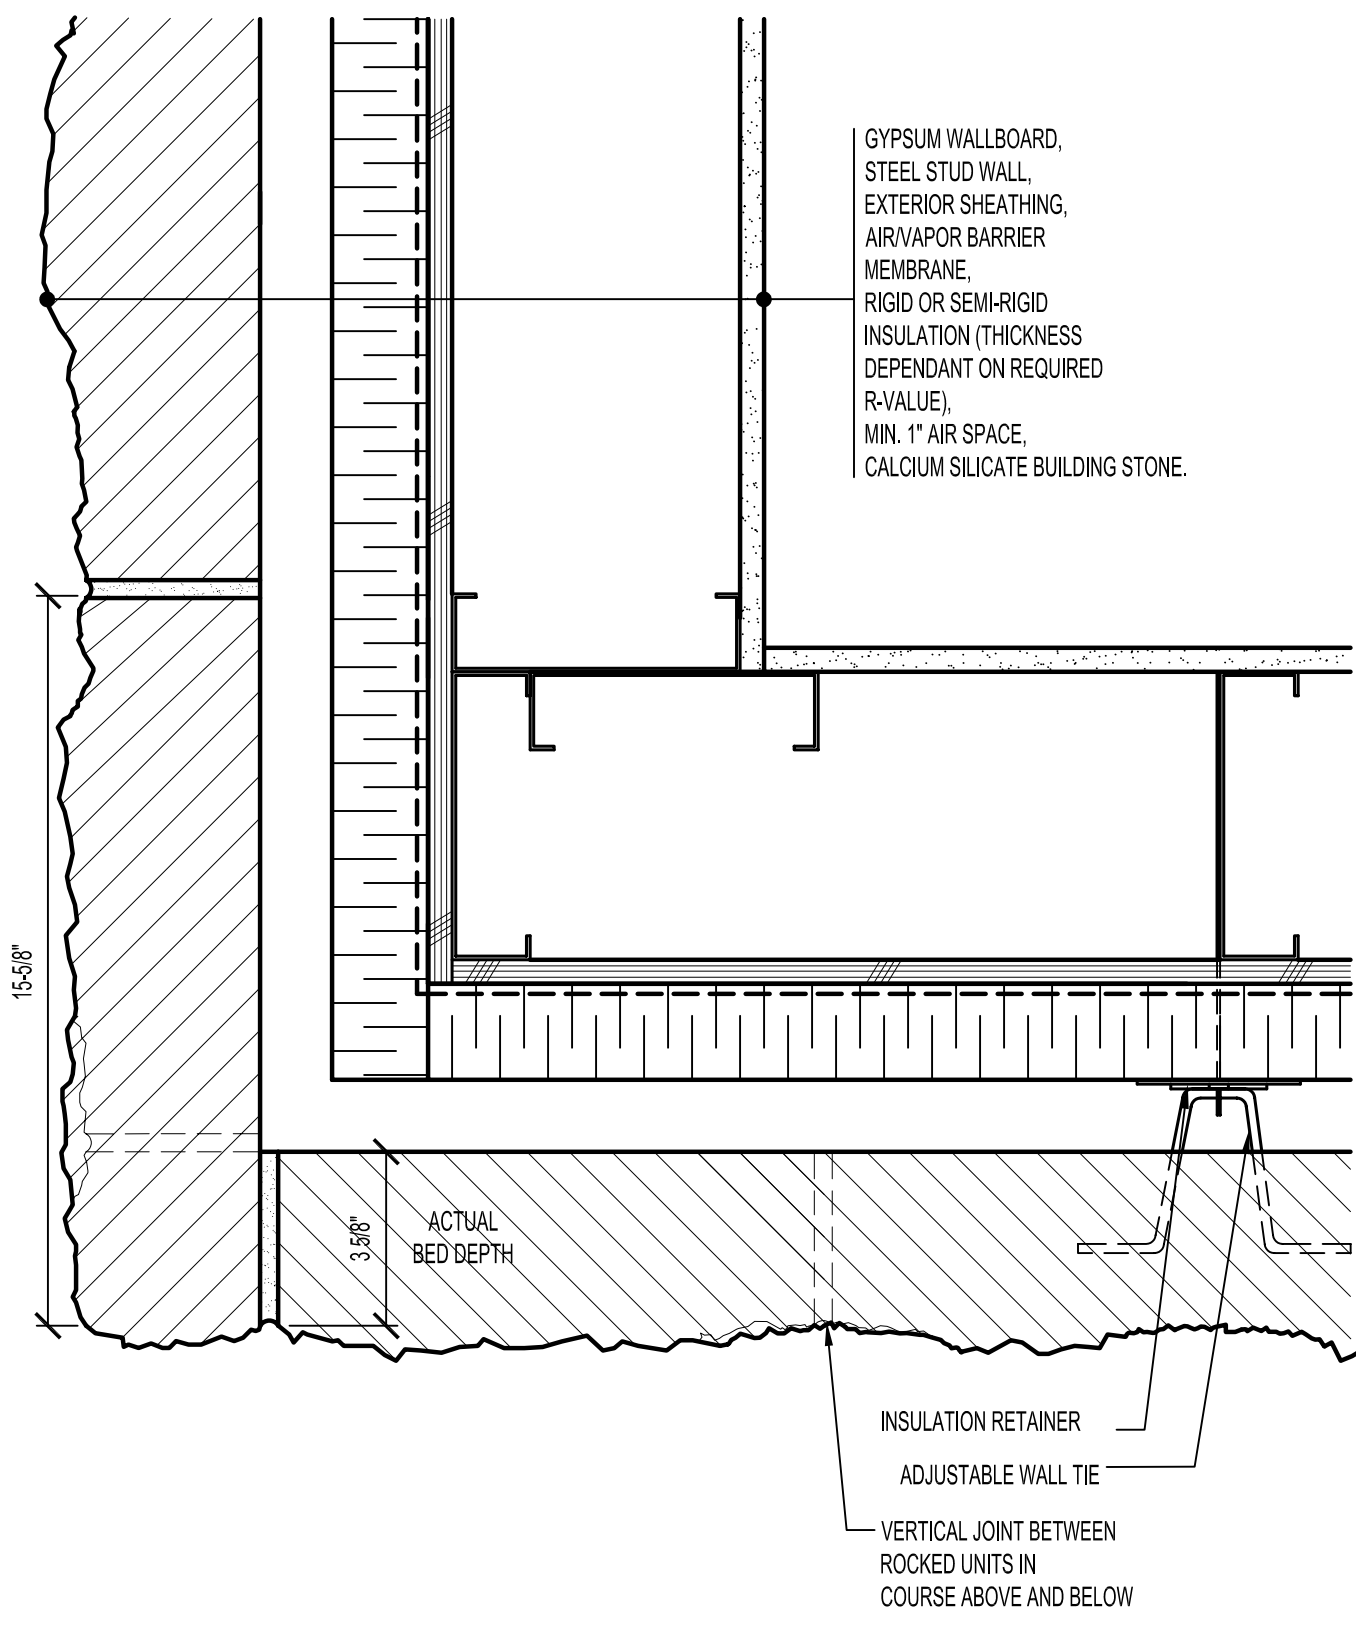 GYPSUM WALLBOARD,
STEEL STUD WALL,
EXTERIOR SHEATHING,
AIR/VAPOR BARRIER
MEMBRANE,
RIGID OR SEMI-RIGID
INSULATION (THICKNESS
DEPENDANT ON REQUIRED
R-VALUE),
MIN. 1" AIR SPACE,
CALCIUM SILICATE BUILDING STONE.
15-5/8"
3 5/8"
ACTUAL
BED DEPTH
INSULATION RETAINER
ADJUSTABLE WALL TIE
VERTICAL JOINT BETWEEN
ROCKED UNITS IN
COURSE ABOVE AND BELOW